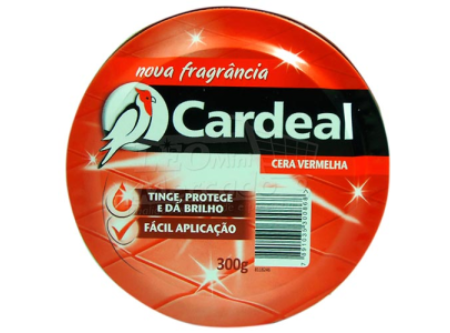 nova fragrância
Cardeal
CERA VERMELHA
TINGE, PROTEGE
E DÁ BRILHO
FÁCIL APLICAÇÃO
300g